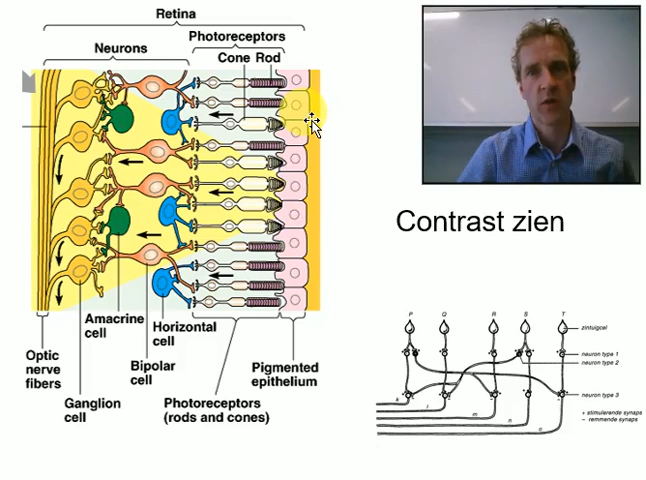 Retina
Neurons
Photoreceptors
Cone Rod
Amacrine
cell
Horizontal
cell
Optic
nerve
fibers
Bipolar
cell
Pigmented
epithelium
Ganglion
cell
Photoreceptors
(rods and cones)
Contrast zien
P Q R S T
zintuigcel
neuron type 1
neuron type 2
neuron type 3
k
l
m
n
o
+ stimulerende synaps
– remmende synaps